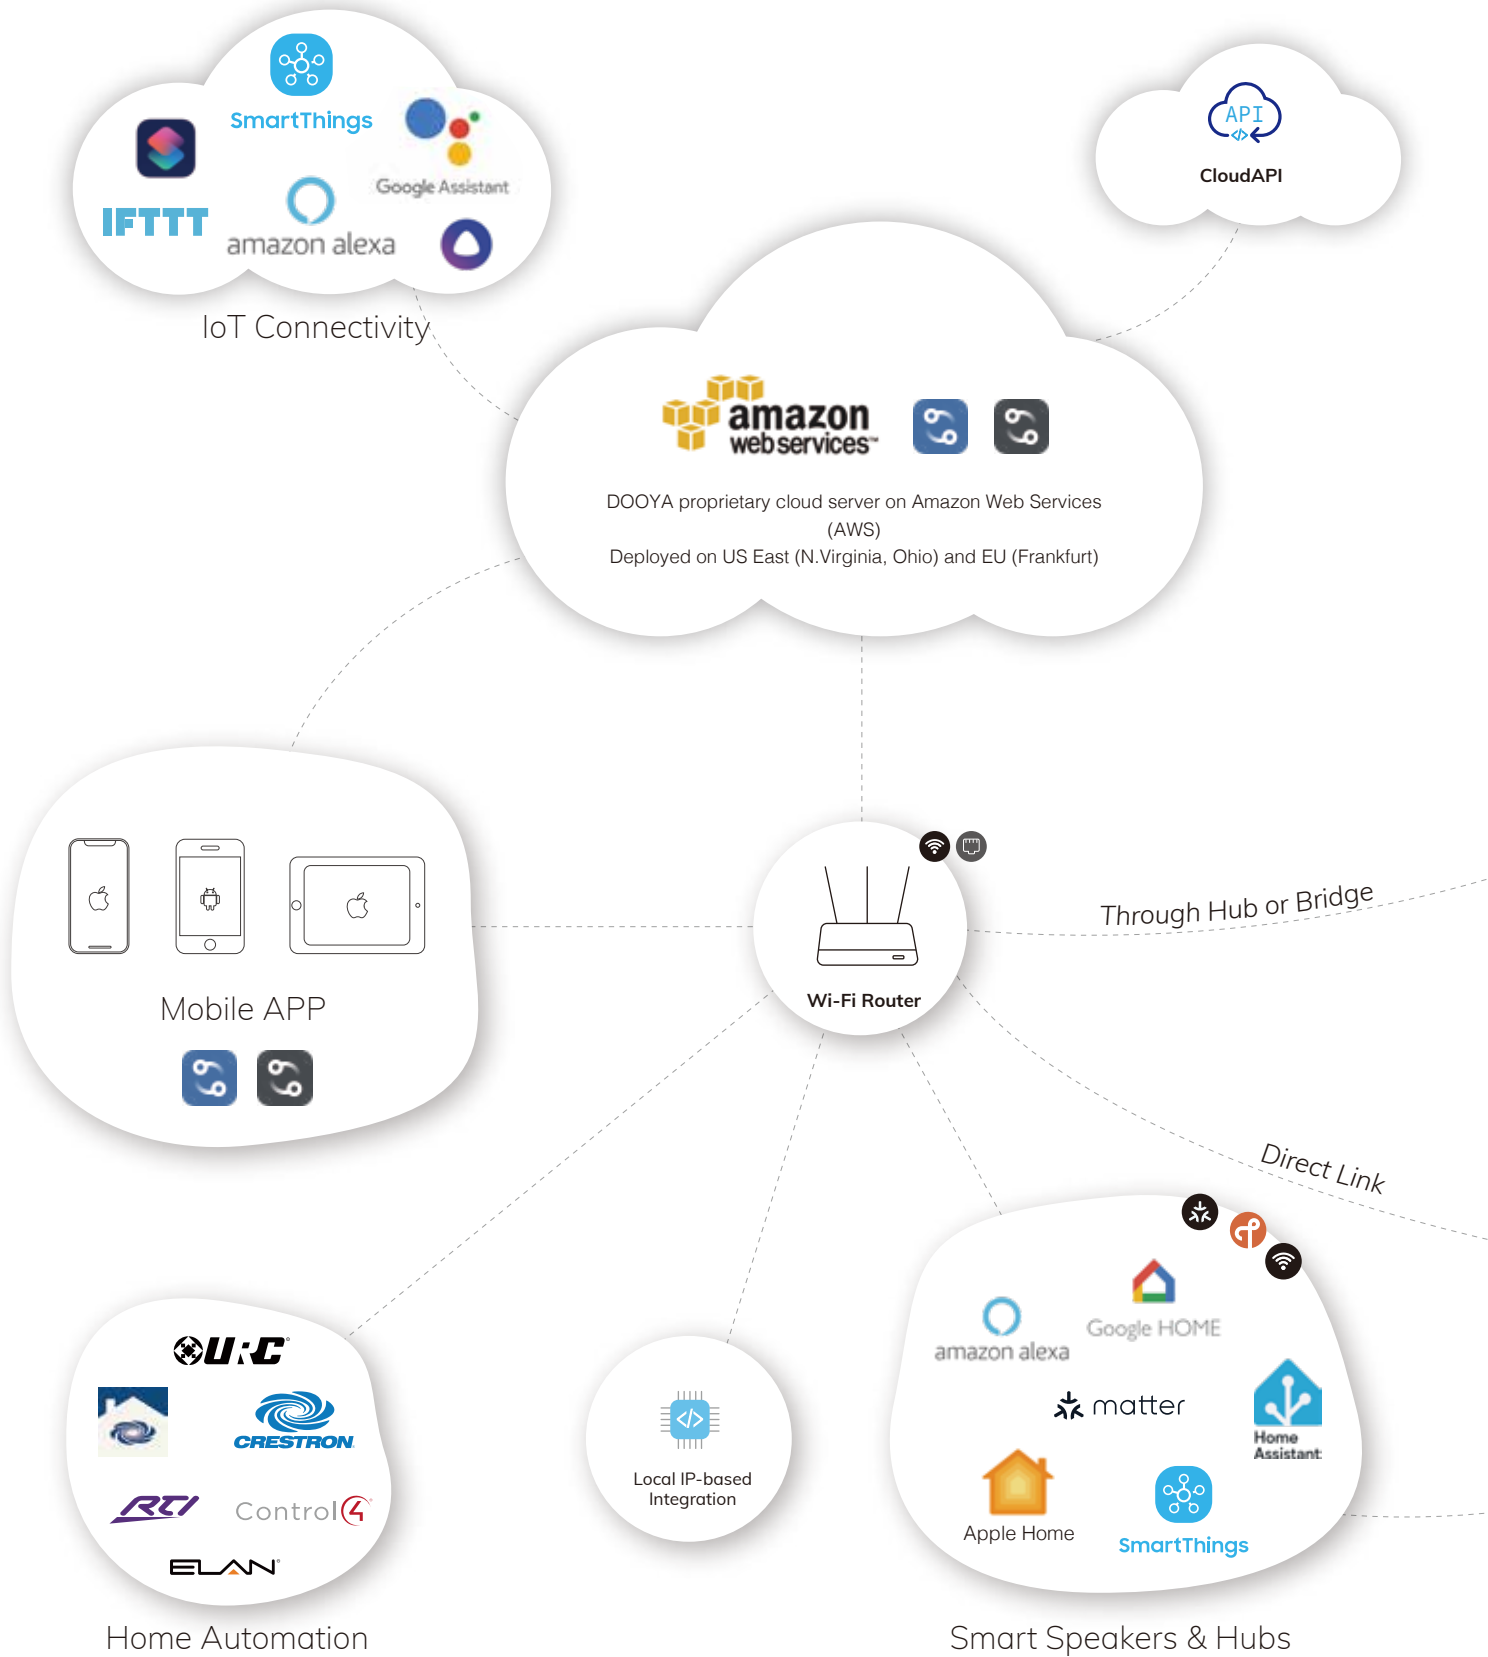 SmartThings
Google Assistant
IFTTT
amazon alexa
IoT Connectivity
API
</>
CloudAPI
amazon
web services™
DOOYA proprietary cloud server on Amazon Web Services
(AWS)
Deployed on US East (N.Virginia, Ohio) and EU (Frankfurt)
Mobile APP
Wi-Fi Router
Through Hub or Bridge
Direct Link
URC
CRESTRON
RTI
Control4
ELAN
Home Automation
</>
Local IP-based
Integration
Google HOME
amazon alexa
matter
Home
Assistant
Apple Home
SmartThings
Smart Speakers & Hubs